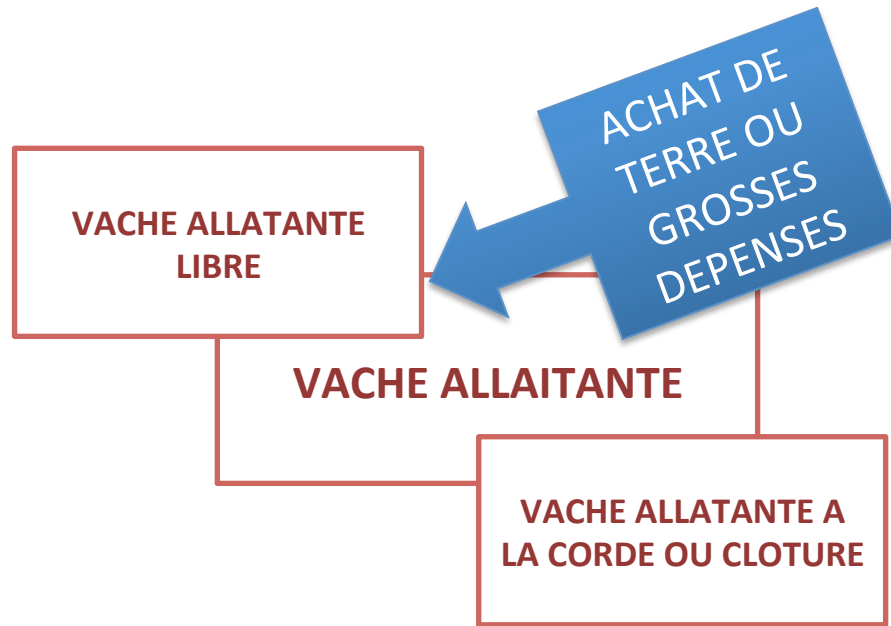 ACHAT DE
TERRE OU
GROSSES
DEPENSES
VACHE ALLATANTE
LIBRE
VACHE ALLAITANTE
VACHE ALLATANTE A
LA CORDE OU CLOTURE